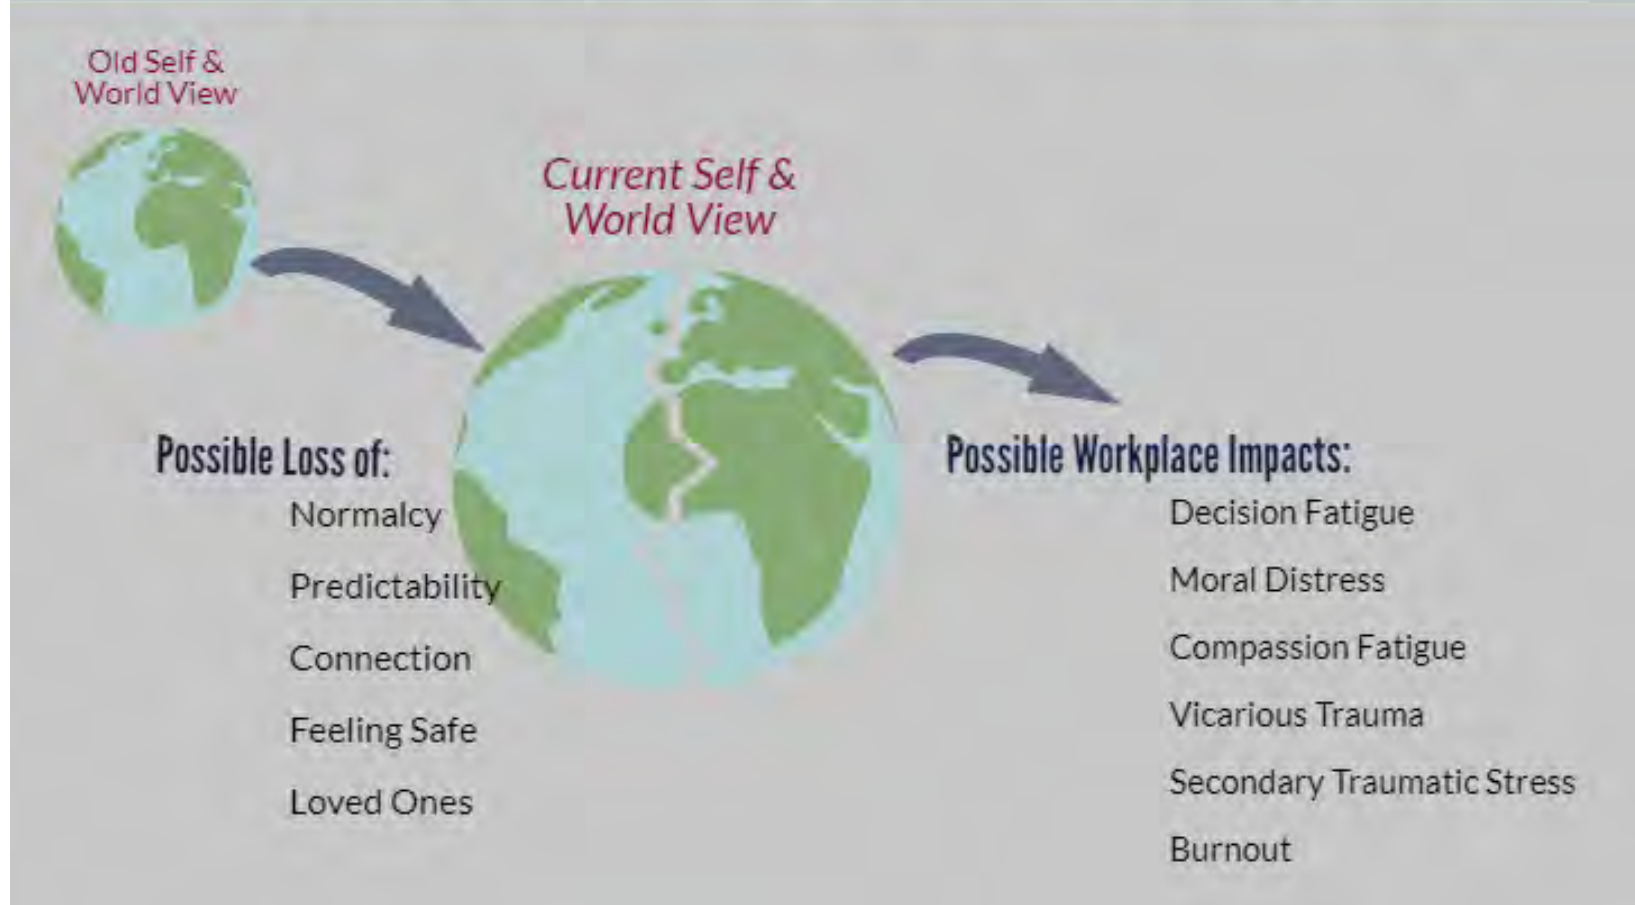 Old Self &
World View
Current Self &
World View
Possible Loss of:
Normalcy
Predictability
Connection
Feeling Safe
Loved Ones
Possible Workplace Impacts:
Decision Fatigue
Moral Distress
Compassion Fatigue
Vicarious Trauma
Secondary Traumatic Stress
Burnout